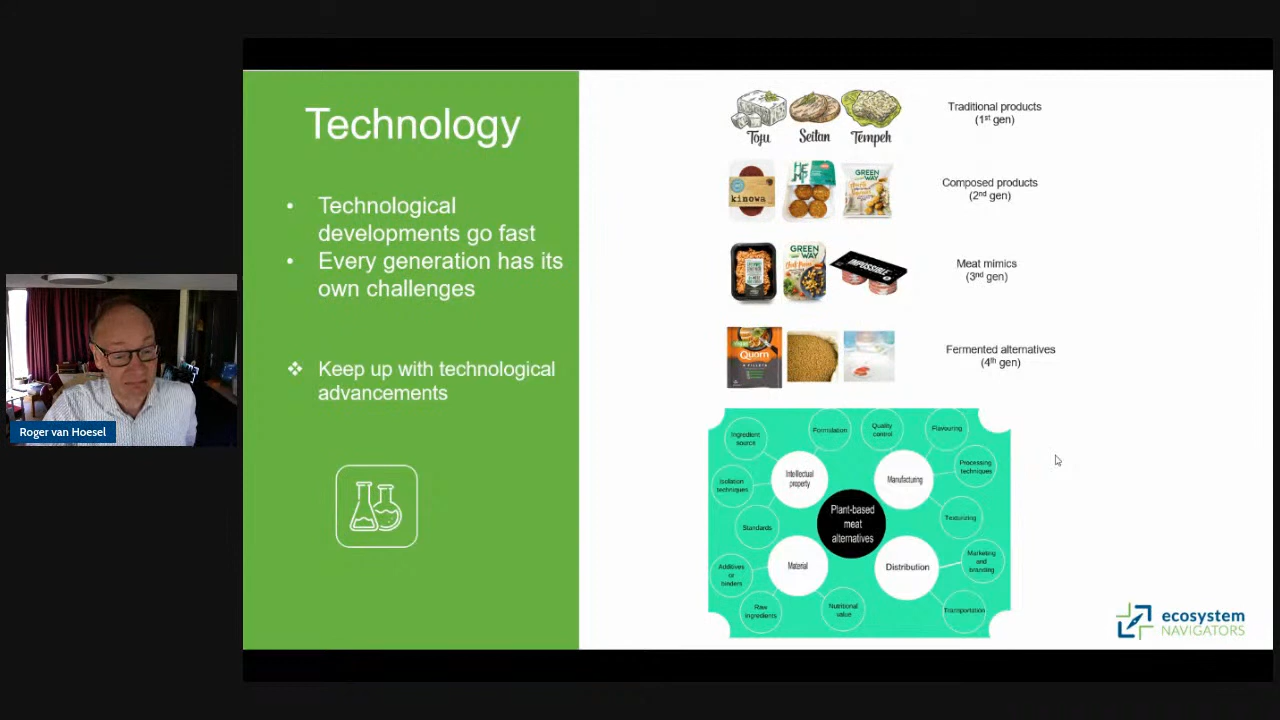 Technology
• Technological
developments go fast
• Every generation has its
own challenges
❖ Keep up with technological
advancements
Roger van Hoesel
Tofu
Seitan
Tempeh
Traditional products
(1st gen)
kinowa
GREEN
WAY
Composed products
(2nd gen)
GREEN
WAY
IMPOSSIBLE
Meat mimics
(3rd gen)
Quorn
Fermented alternatives
(4th gen)
Ingredient
source
Formulation
Quality
control
Flavouring
Isolation
techniques
Intellectual
property
Manufacturing
Processing
techniques
Standards
Plant-based
meat
alternatives
Texturizing
Additives
or
binders
Material
Distribution
Marketing
and
branding
Raw
ingredients
Nutritional
value
Transportation
ecosystem
NAVIGATORS